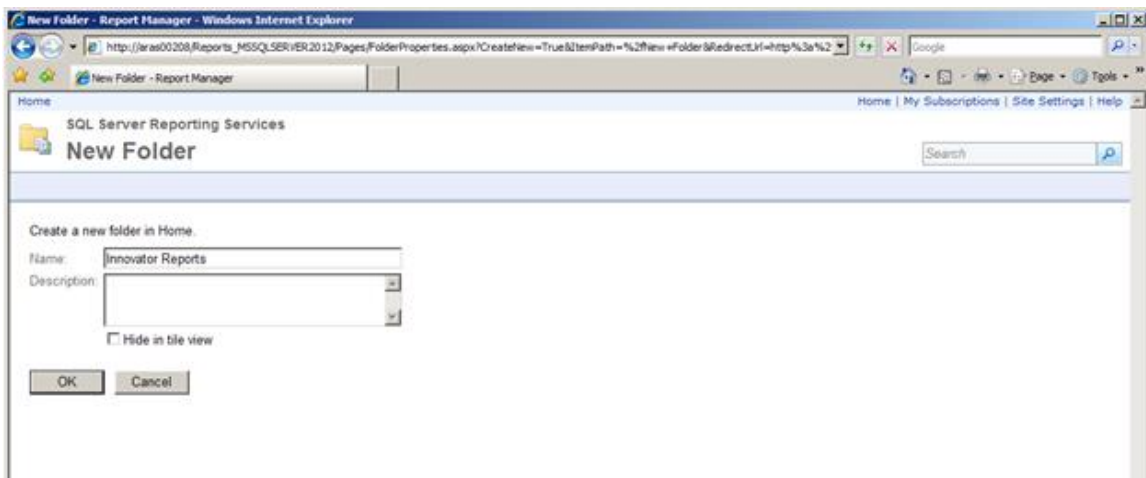 New Folder - Report Manager - Windows Internet Explorer
http://aras00208/Reports_MSSQLSERVER2012/Pages/FolderProperties.aspx?CreateNew=True&ItemPath=%2fNew+Folder&RedirectUrl=http%3a%2
Google
New Folder - Report Manager
Page
Tools
Home
Home | My Subscriptions | Site Settings | Help
SQL Server Reporting Services
New Folder
Search
Create a new folder in Home.
Name: Innovator Reports
Description:
Hide in tile view
OK Cancel